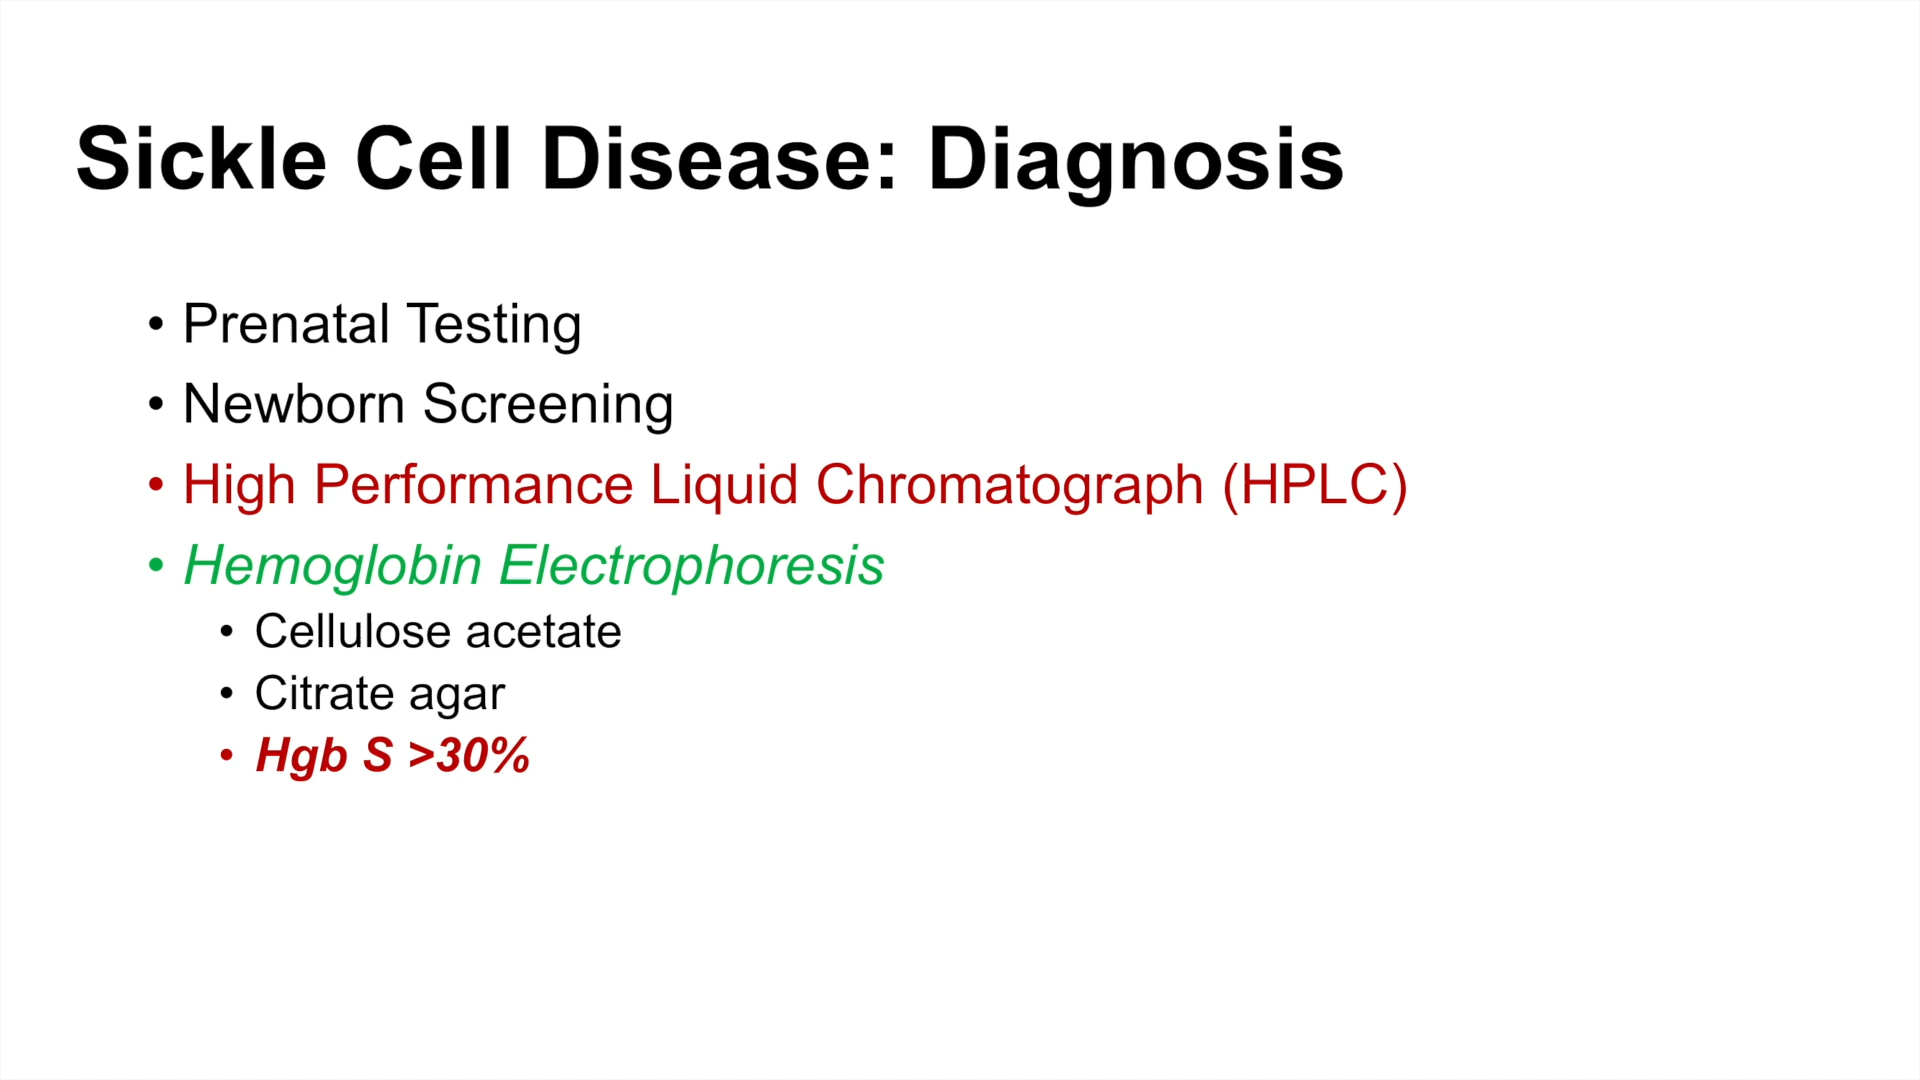 Sickle Cell Disease: Diagnosis
• Prenatal Testing
• Newborn Screening
• High Performance Liquid Chromatograph (HPLC)
• Hemoglobin Electrophoresis
• Cellulose acetate
• Citrate agar
• Hgb S >30%